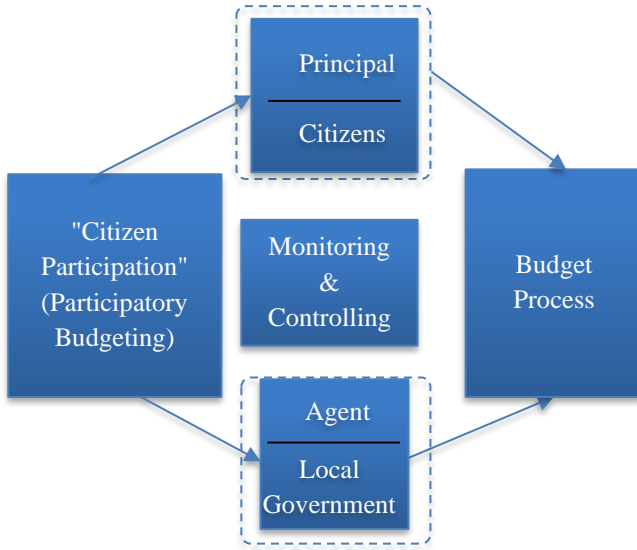 Principal
Citizens
"Citizen
Participation"
(Participatory
Budgeting)
Monitoring
&
Controlling
Budget
Process
Agent
Local
Government